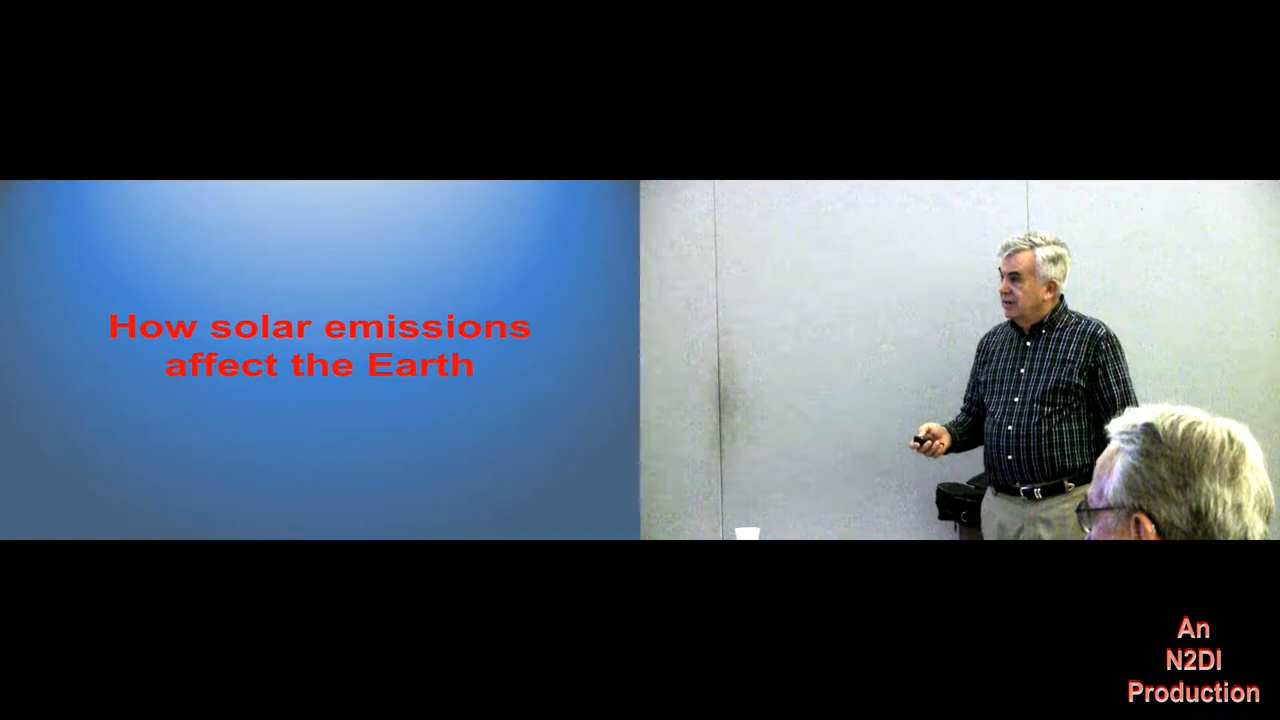 How solar emissions
affect the Earth
An
N2DI
Production